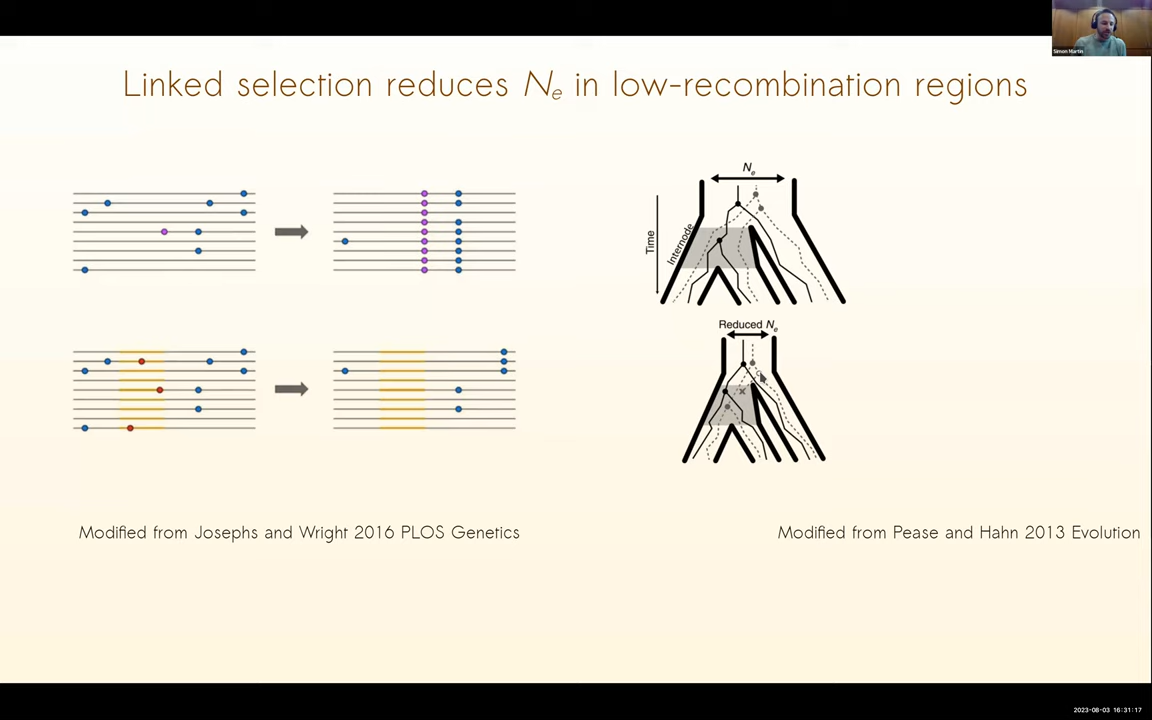 Simon Martin
Linked selection reduces Ne in low-recombination regions
Ne
Time
Internode
Reduced Ne
Modified from Josephs and Wright 2016 PLOS Genetics
Modified from Pease and Hahn 2013 Evolution
2023-08-03 16:31:17